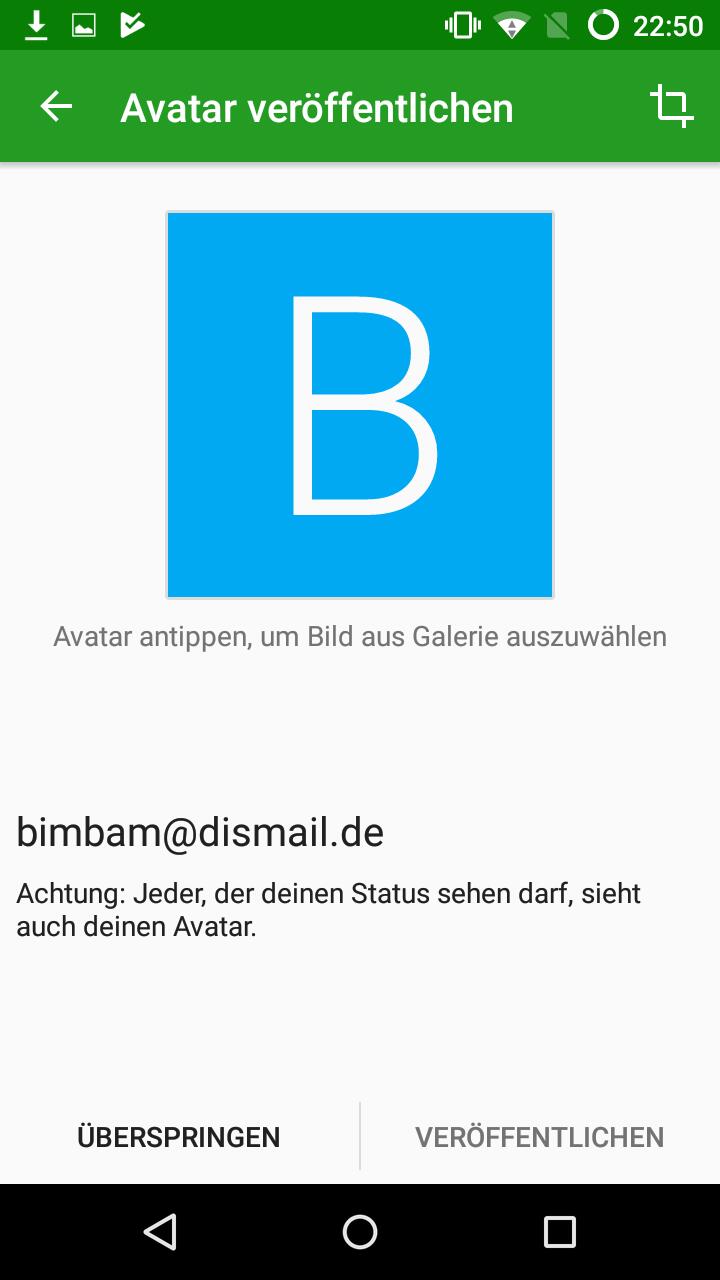 22:50
Avatar veröffentlichen
B
Avatar antippen, um Bild aus Galerie auszuwählen
bimbam@dismail.de
Achtung: Jeder, der deinen Status sehen darf, sieht
auch deinen Avatar.
ÜBERSPRINGEN
VERÖFFENTLICHEN